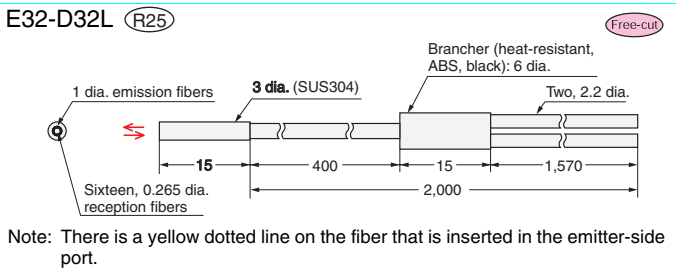 E32-D32L R25
Free-cut
Brancher (heat-resistant,
ABS, black): 6 dia.
1 dia. emission fibers
3 dia. (SUS304)
Two, 2.2 dia.
15
400
15
1,570
2,000
Sixteen, 0.265 dia.
reception fibers
Note: There is a yellow dotted line on the fiber that is inserted in the emitter-side
port.